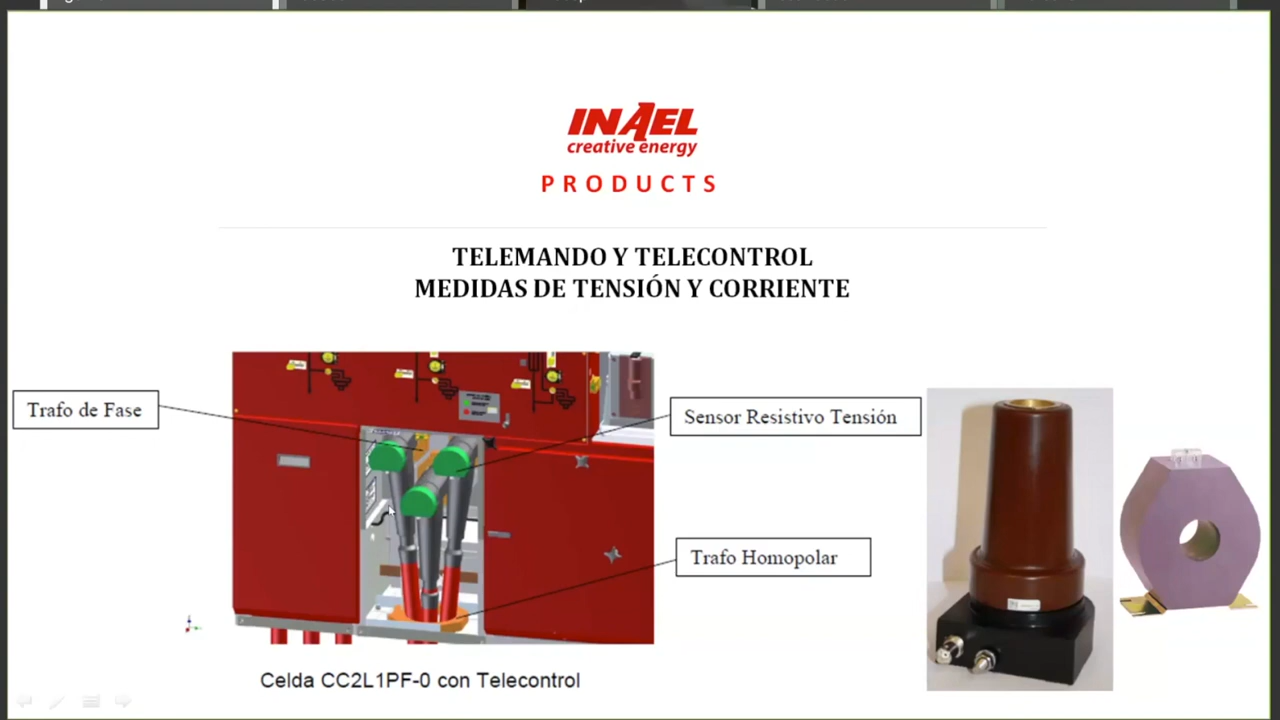 INAEL
creative energy
PRODUCTS
TELEMANDO Y TELECONTROL
MEDIDAS DE TENSIÓN Y CORRIENTE
Trafo de Fase
Sensor Resistivo Tensión
Trafo Homopolar
Celda CC2L1PF-0 con Telecontrol